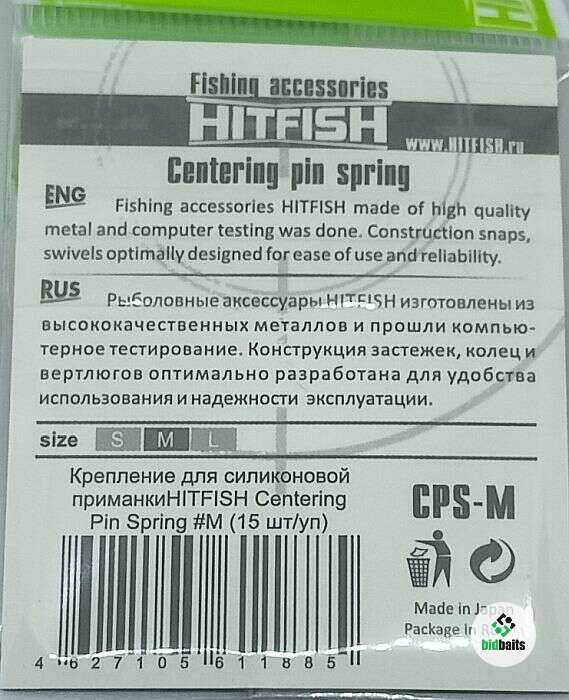 Fishing accessories
HITFISH
www.HITFISH.ru
Centering pin spring
ENG
Fishing accessories HITFISH made of high quality
metal and computer testing was done. Construction snaps,
swivels optimally designed for ease of use and reliability.
RUS
Рыболовные аксессуары HITFISH изготовлены из
высококачественных металлов и прошли компью-
терное тестирование. Конструкция застежек, колец и
вертлюгов оптимально разработана для удобства
использования и надежности эксплуатации.
size S M L
Крепление для силиконовой
приманкиHITFISH Centering
Pin Spring #M (15 шт/уп)
CPS-M
Made in Japan
Package in
bidbaits
4 627105 611885